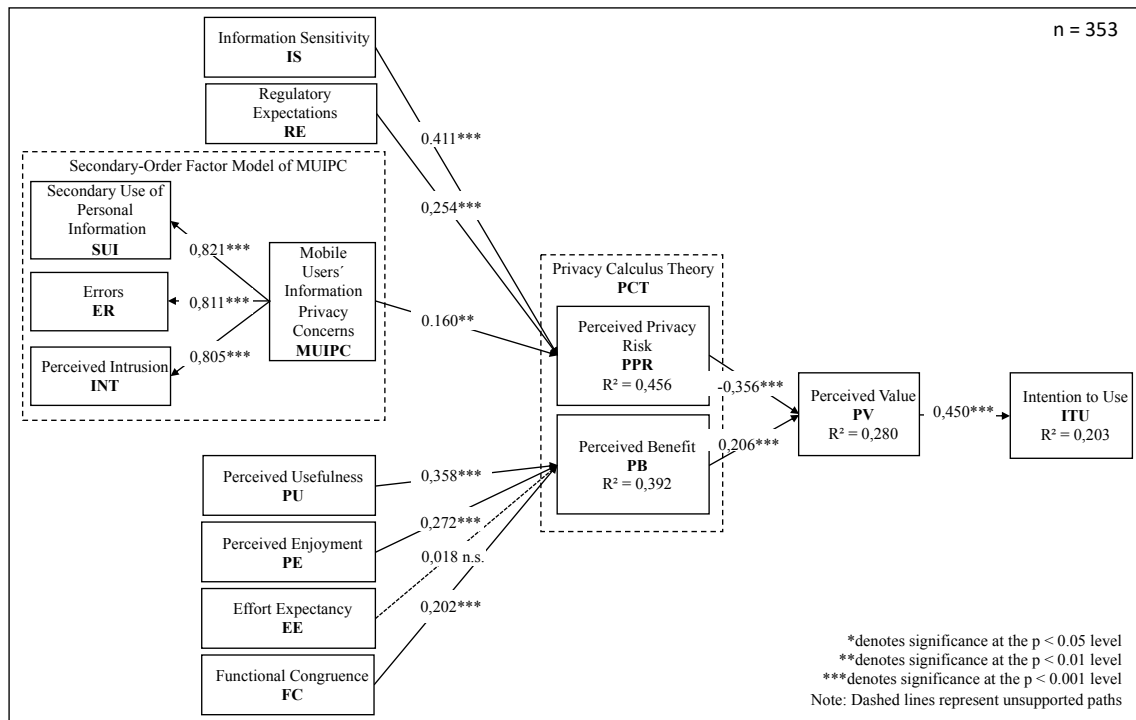 n = 353
Information Sensitivity
IS
Regulatory
Expectations
RE
0.411***
0,254***
Secondary-Order Factor Model of MUIPC
Secondary Use of
Personal
Information
SUI
0,821***
Errors
ER
0,811***
Perceived Intrusion
INT
0,805***
Mobile
Users´
Information
Privacy
Concerns
MUIPC
0.160**
Privacy Calculus Theory
PCT
Perceived Privacy
Risk
PPR
R² = 0,456
-0,356***
Perceived Benefit
PB
R² = 0,392
0,206***
Perceived Value
PV
R² = 0,280
0,450***
Intention to Use
ITU
R² = 0,203
Perceived Usefulness
PU
0,358***
Perceived Enjoyment
PE
0,272***
Effort Expectancy
EE
0,018 n.s.
Functional Congruence
FC
0,202***
*denotes significance at the p < 0.05 level
**denotes significance at the p < 0.01 level
***denotes significance at the p < 0.001 level
Note: Dashed lines represent unsupported paths